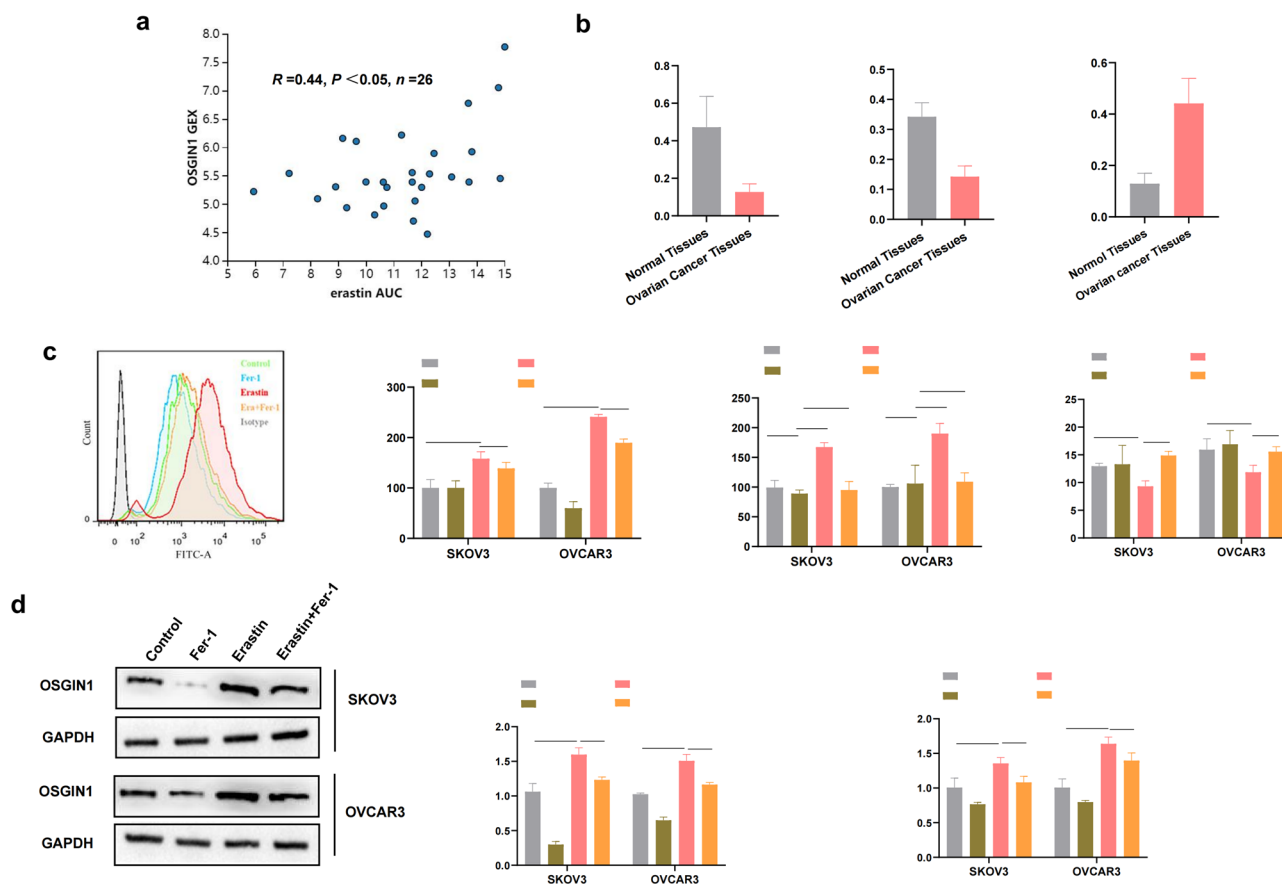 a
OSGIN1 GEX
8.0
7.5
7.0
6.5
6.0
5.5
5.0
4.5
4.0
R =0.44, P <0.05, n =26
5 6 7 8 9 10 11 12 13 14 15
erastin AUC
b
0.8
0.6
0.4
0.2
0.0
Normal Tissues
Ovarian Cancer Tissues
0.5
0.4
0.3
0.2
0.1
0.0
Normal Tissues
Ovarian Cancer Tissues
0.6
0.4
0.2
0.0
Normol Tissues
Ovarian cancer Tissues
c
Count
Control
Fer-1
Erastin
Era+Fer-1
Isotype
0
0 10² 10³ 10⁴ 10⁵
FITC-A
300
200
100
0
SKOV3 OVCAR3
250
200
150
100
50
0
SKOV3 OVCAR3
25
20
15
10
5
0
SKOV3 OVCAR3
d
Control Fer-1 Erastin Erastin+Fer-1
OSGIN1
GAPDH
SKOV3
OSGIN1
GAPDH
OVCAR3
2.0
1.5
1.0
0.5
0.0
SKOV3 OVCAR3
2.0
1.5
1.0
0.5
0.0
SKOV3 OVCAR3